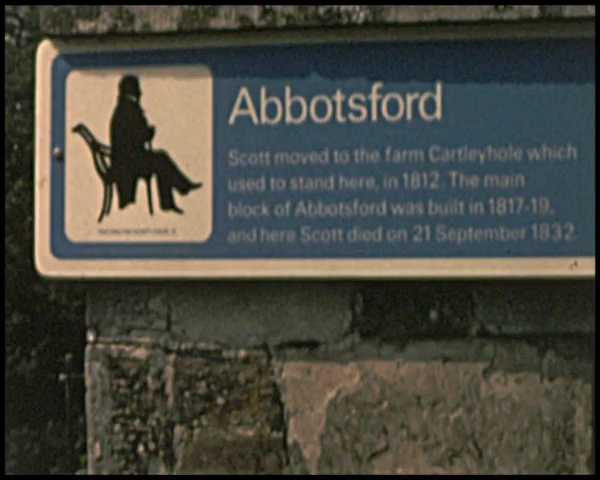 Abbotsford
Scott moved to the farm Cartleyhole which
used to stand here, in 1812. The main
block of Abbotsford was built in 1817-19,
and here Scott died on 21 September 1832.